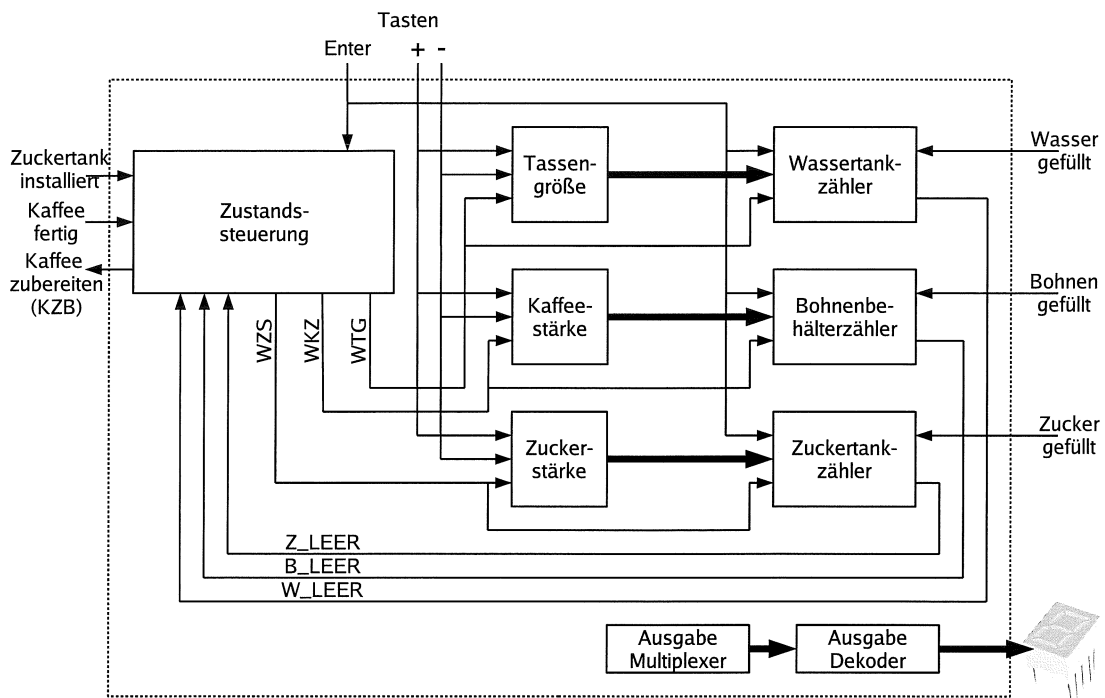 Tasten
Enter
+ -
Zuckertank
installiert
Kaffee
fertig
Kaffee
zubereiten
(KZB)
Zustands-
steuerung
Tassen-
größe
Wassertank-
zähler
Wasser
gefüllt
Kaffee-
stärke
Bohnenbe-
hälterzähler
Bohnen
gefüllt
WZS
WKZ
WTG
Zucker-
stärke
Zuckertank-
zähler
Zucker
gefüllt
Z_LEER
B_LEER
W_LEER
Ausgabe
Multiplexer
Ausgabe
Dekoder